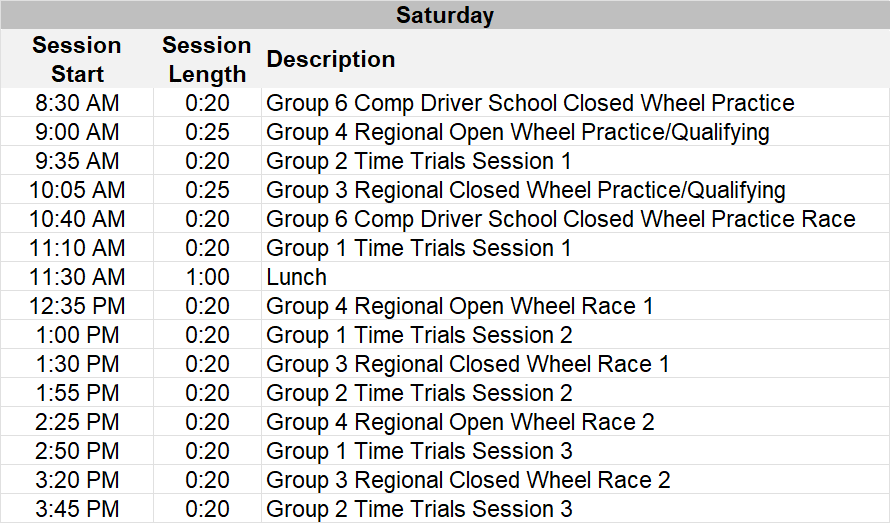 Saturday
Session Start Session Length Description
8:30 AM 0:20 Group 6 Comp Driver School Closed Wheel Practice
9:00 AM 0:25 Group 4 Regional Open Wheel Practice/Qualifying
9:35 AM 0:20 Group 2 Time Trials Session 1
10:05 AM 0:25 Group 3 Regional Closed Wheel Practice/Qualifying
10:40 AM 0:20 Group 6 Comp Driver School Closed Wheel Practice Race
11:10 AM 0:20 Group 1 Time Trials Session 1
11:30 AM 1:00 Lunch
12:35 PM 0:20 Group 4 Regional Open Wheel Race 1
1:00 PM 0:20 Group 1 Time Trials Session 2
1:30 PM 0:20 Group 3 Regional Closed Wheel Race 1
1:55 PM 0:20 Group 2 Time Trials Session 2
2:25 PM 0:20 Group 4 Regional Open Wheel Race 2
2:50 PM 0:20 Group 1 Time Trials Session 3
3:20 PM 0:20 Group 3 Regional Closed Wheel Race 2
3:45 PM 0:20 Group 2 Time Trials Session 3